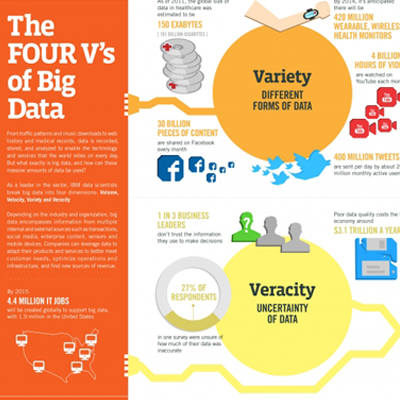 The
FOUR V's
of Big
Data
From traffic patterns and music downloads to web
history and medical records, data is recorded,
stored, and analyzed to enable the technology
and services that the world relies on every day.
But what exactly is big data, and how can these
massive amounts of data be used?
As a leader in the sector, IBM data scientists
break big data into four dimensions: Volume,
Velocity, Variety and Veracity
Depending on the industry and organization, big
data encompasses information from multiple
internal and external sources such as transactions,
social media, enterprise content, sensors and
mobile devices. Companies can leverage data to
adapt their products and services to better meet
customer needs, optimize operations and
infrastructure, and find new sources of revenue.
By 2015
4.4 MILLION IT JOBS
will be created globally to support big data,
with 1.9 million in the United States
As of 2011, the global size of
data in healthcare was
estimated to be
150 EXABYTES
[ 161 BILLION GIGABYTES ]
30 BILLION
PIECES OF CONTENT
are shared on Facebook
every month
Variety
DIFFERENT
FORMS OF DATA
By 2014, it's anticipated
there will be
420 MILLION
WEARABLE, WIRELES
HEALTH MONITORS
4 BILLION
HOURS OF VID
are watched on
YouTube each mon
You
Tube
400 MILLION TWEETS
are sent per day by about 20
million monthly active users
1 IN 3 BUSINESS
LEADERS
don't trust the information
they use to make decisions
27% OF
RESPONDENTS
in one survey were unsure of
how much of their data was
inaccurate
Veracity
UNCERTAINTY
OF DATA
Poor data quality costs the
economy around
$3.1 TRILLION A YEA